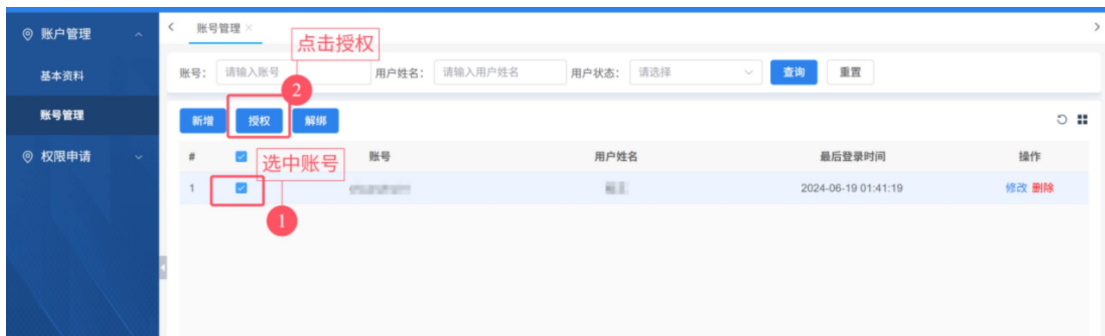 账户管理
基本资料
账号管理
权限申请
账号管理
点击授权
账号： 请输入账号 用户姓名： 请输入用户姓名 用户状态： 请选择 查询 重置
2
新增 授权 解绑
# 账号 用户姓名 最后登录时间 操作
选中账号
1 2024-06-19 01:41:19 修改 删除
1